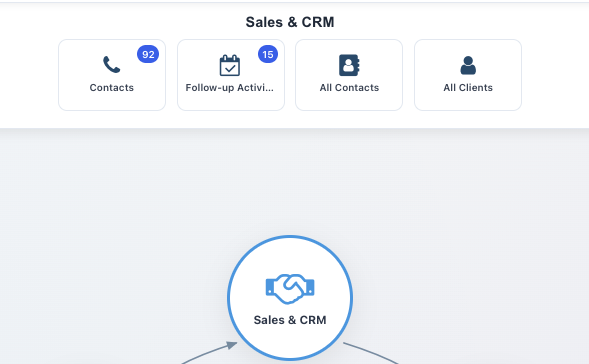 Sales & CRM
92
Contacts
15
Follow-up Activi...
All Contacts
All Clients
Sales & CRM